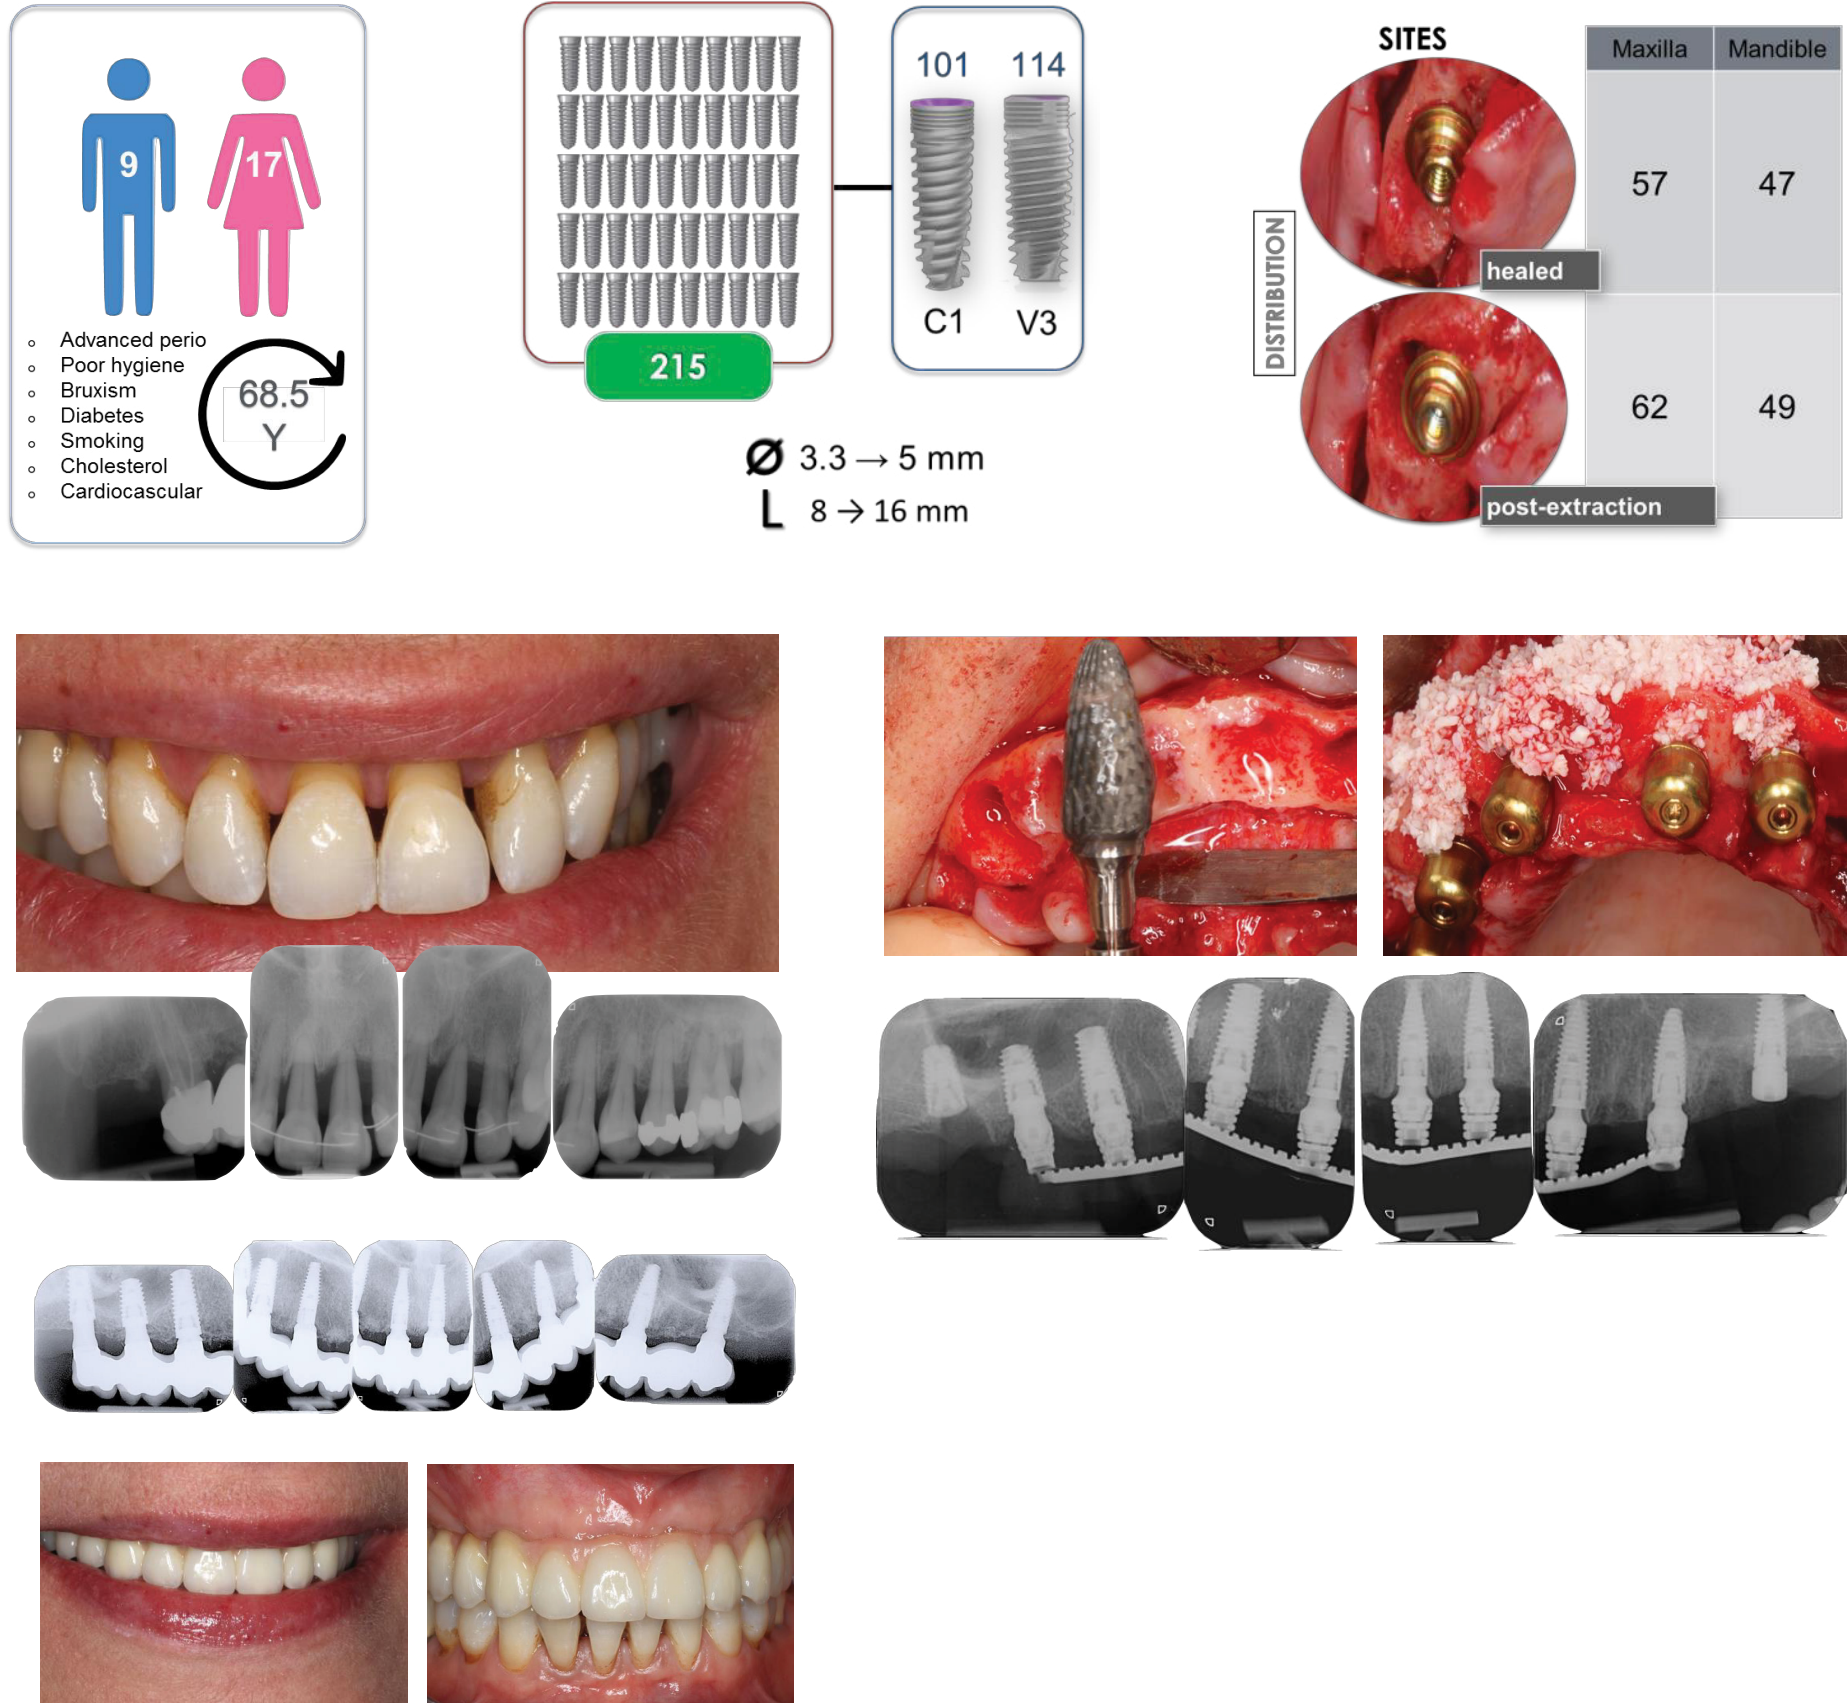 9
17
Advanced perio
Poor hygiene
Bruxism
Diabetes
Smoking
Cholesterol
Cardiocascular
68.5
Y
215
101
114
C1
V3
Ø 3.3 → 5 mm
L 8 → 16 mm
SITES
DISTRIBUTION
Maxilla
Mandible
57
47
healed
62
49
post-extraction